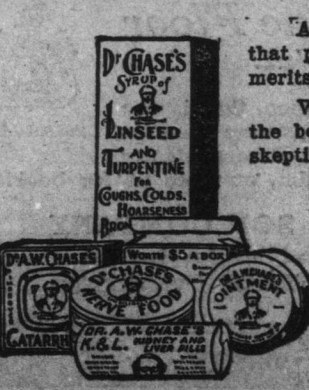 "A
that
merits
V
the be
skepti
DR CHASE'S
SYRUP of
LINSEED
AND
TURPENTINE
FOR
COUGHS, COLDS,
HOARSENESS
BRON
WORTH $5 A BOX
DR A.W. CHASE'S
CATARRH
DR CHASE'S
NERVE FOOD
DR. A.W. CHASE'S
OINTMENT
DR. A. W. CHASE'S
K. & L. KIDNEY AND
LIVER PILLS